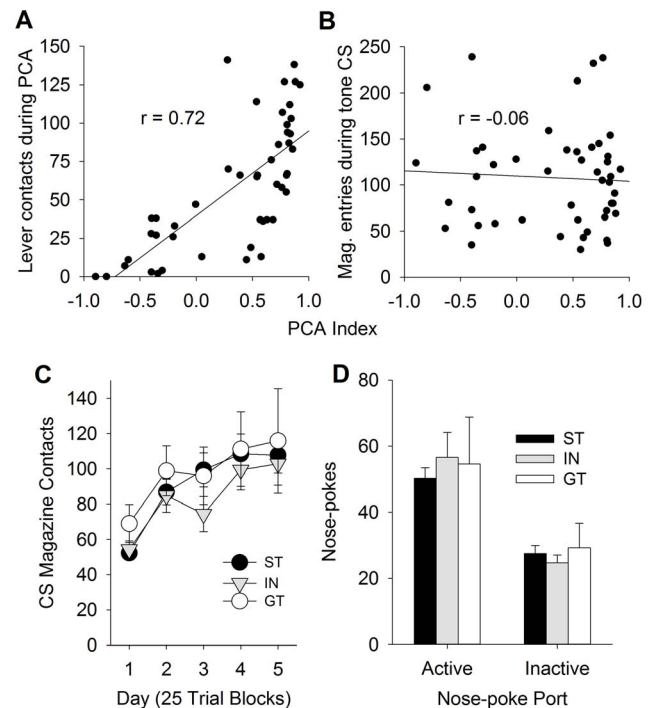 A
Lever contacts during PCA
150
125
100
75
50
25
0
r = 0.72
-1.0
-0.5
0.0
0.5
1.0
B
Mag. entries during tone CS
250
200
150
100
50
0
r = -0.06
-1.0
-0.5
0.0
0.5
1.0
PCA Index
C
CS Magazine Contacts
140
120
100
80
60
40
20
0
ST
IN
GT
1
2
3
4
5
Day (25 Trial Blocks)
D
Nose-pokes
80
60
40
20
0
ST
IN
GT
Active
Inactive
Nose-poke Port